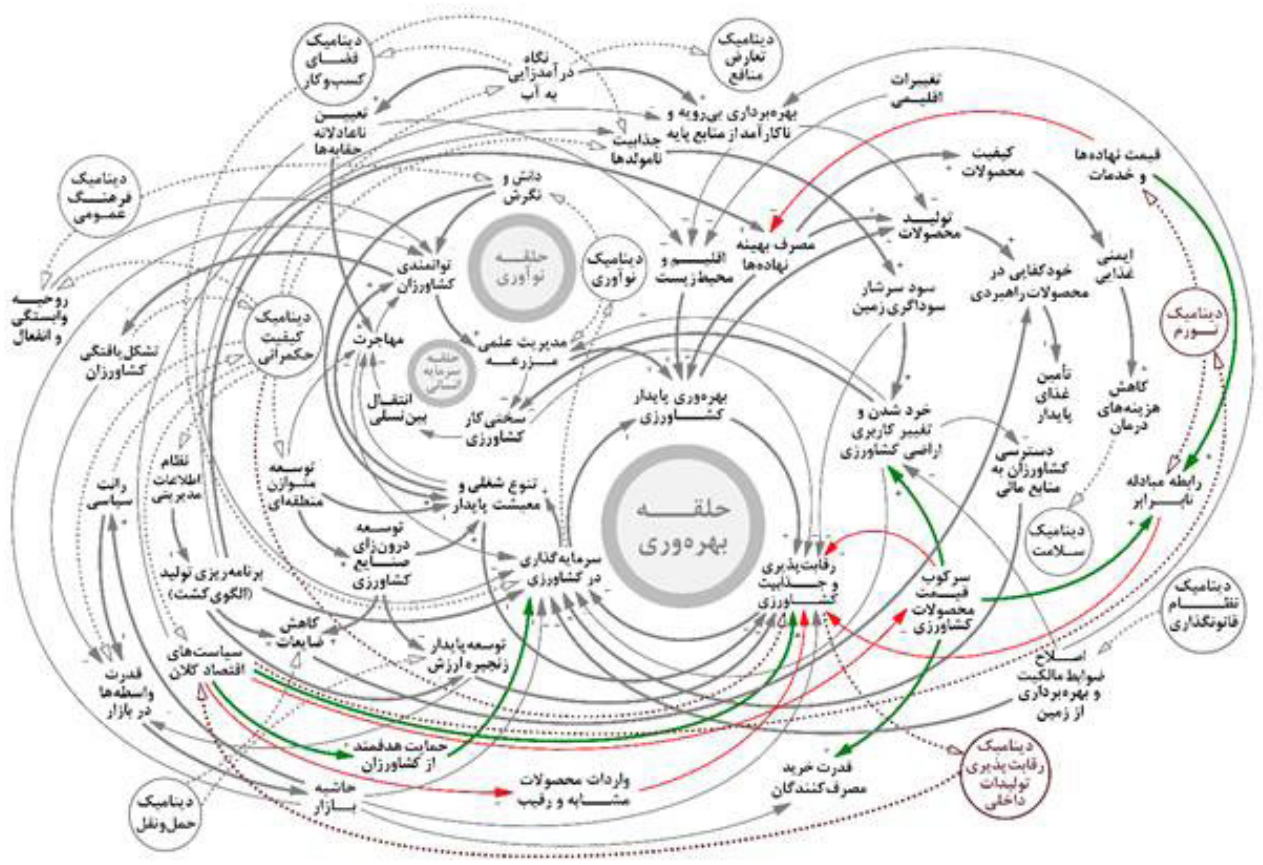 دینامیک
فضای
کسب‌وکار
نگاه
درآمدزایی
به آب
دینامیک
تعارض
منافع
تغییرات
اقلیمی
تعیین
ناعادلانه
حقابه‌ها
جذابیت
نامولدها
بهره‌برداری بی‌رویه و
ناکارآمد از منابع پایه
کیفیت
محصولات
قیمت نهاده‌ها
و خدمات
دینامیک
فرهنگ
عمومی
دانش و
نگرش
حلقه
نوآوری
دینامیک
نوآوری
توانمندی
کشاورزان
اقلیم و
محیط‌زیست
مصرف بهینه
نهاده‌ها
تولید
محصولات
ایمنی
غذایی
خودکفایی در
محصولات راهبردی
سود سرشار
سوداگری زمین
روحیه
وابستگی
و انفعال
تشکل‌یافتگی
کشاورزان
دینامیک
کیفیت
حکمرانی
مهاجرت
حلقه
سرمایه
انسانی
مدیریت علمی
مزرعه
دینامیک
تورم
انتقال
بین‌نسلی
سختی کار
کشاورزی
بهره‌وری پایدار
کشاورزی
خرد شدن و
تغییر کاربری
اراضی کشاورزی
تأمین
غذای
پایدار
کاهش
هزینه‌های
درمان
رانت
سیاسی
نظام
اطلاعات
مدیریتی
توسعه
متوازن
منطقه‌ای
تنوع شغلی و
معیشت پایدار
حلقه
بهره‌وری
دسترسی
کشاورزان به
منابع مالی
رابطه مبادله
نابرابر
دینامیک
سلامت
توسعه
درون‌زای
صنایع
کشاورزی
سرمایه‌گذاری
در کشاورزی
رقابت‌پذیری
و جذابیت
کشاورزی
سرکوب
قیمت
محصولات
کشاورزی
دینامیک
نظام
قانونگذاری
برنامه‌ریزی تولید
(الگوی کشت)
کاهش
ضایعات
توسعه پایدار
زنجیره ارزش
سیاست‌های
اقتصاد کلان
قدرت
واسطه‌ها
در بازار
اصلاح
ضوابط مالکیت
و بهره‌برداری
از زمین
حمایت هدفمند
از کشاورزان
دینامیک
رقابت‌پذیری
تولیدات
داخلی
دینامیک
حمل‌ونقل
حاشیه
بازار
واردات محصولات
مشابه و رقیب
قدرت خرید
مصرف‌کنندگان